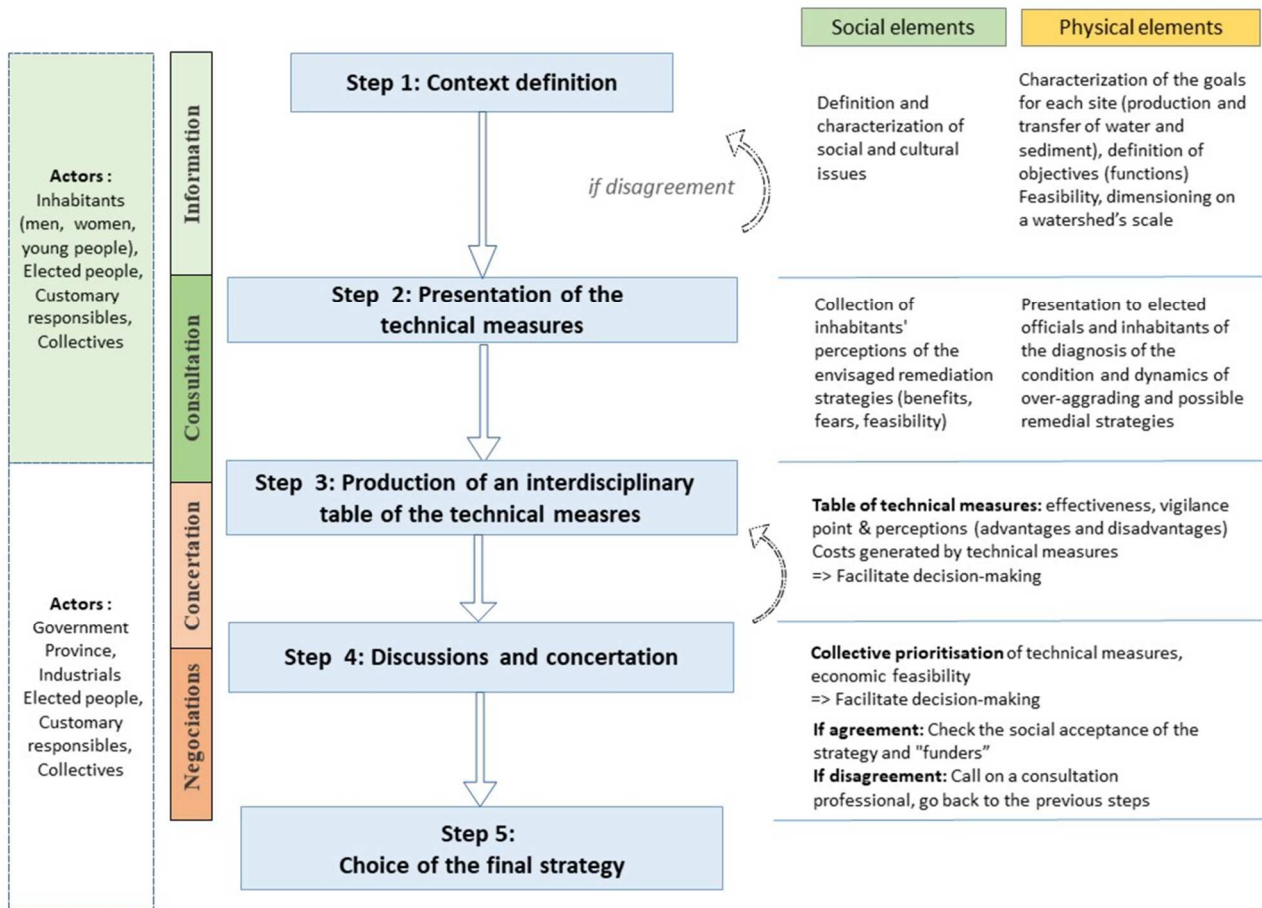 Social elements
Physical elements
Actors :
Inhabitants
(men, women,
young people),
Elected people,
Customary
responsibles,
Collectives
Actors :
Government
Province,
Industrials
Elected people,
Customary
responsibles,
Collectives
Information
Consultation
Concertation
Negociations
Step 1: Context definition
if disagreement
Step 2: Presentation of the
technical measures
Step 3: Production of an interdisciplinary
table of the technical measres
Step 4: Discussions and concertation
Step 5:
Choice of the final strategy
Definition and
characterization of
social and cultural
issues
Characterization of the goals
for each site (production and
transfer of water and
sediment), definition of
objectives (functions)
Feasibility, dimensioning on
a watershed's scale
Collection of
inhabitants'
perceptions of the
envisaged remediation
strategies (benefits,
fears, feasibility)
Presentation to elected
officials and inhabitants of
the diagnosis of the
condition and dynamics of
over-aggrading and possible
remedial strategies
Table of technical measures: effectiveness, vigilance
point & perceptions (advantages and disadvantages)
Costs generated by technical measures
=> Facilitate decision-making
Collective prioritisation of technical measures,
economic feasibility
=> Facilitate decision-making
If agreement: Check the social acceptance of the
strategy and "funders”
If disagreement: Call on a consultation
professional, go back to the previous steps